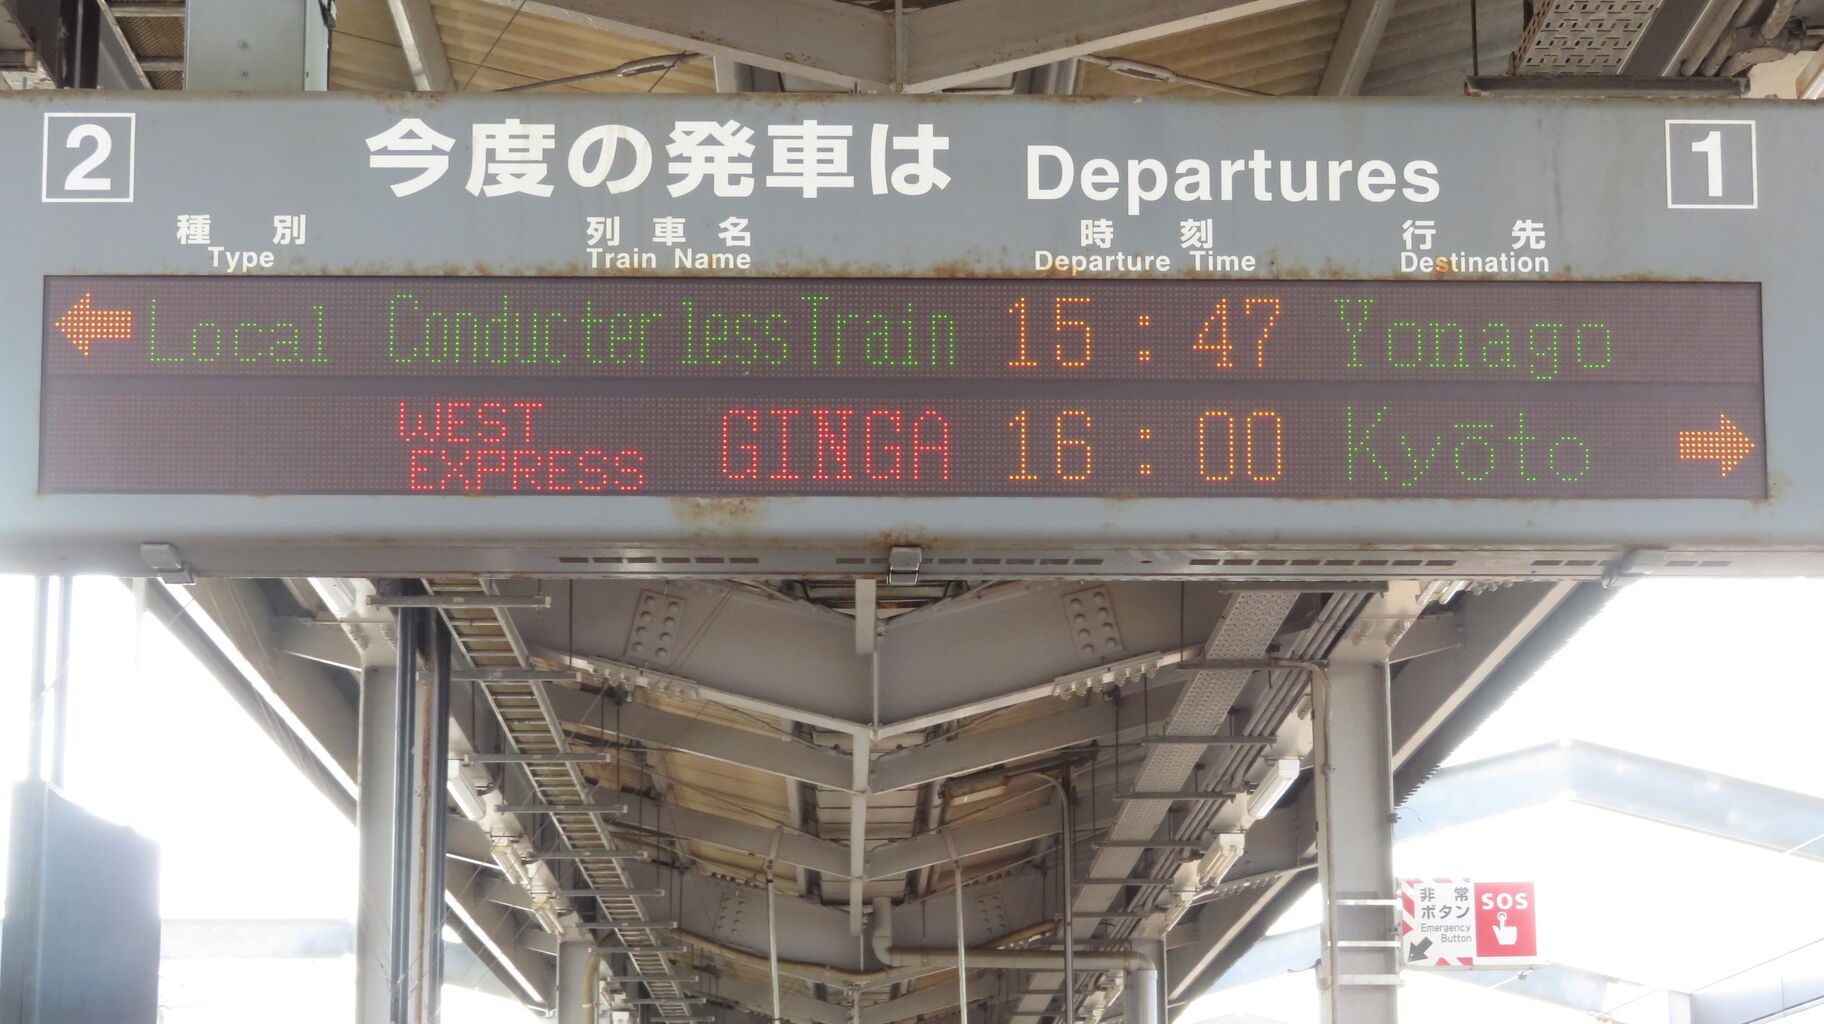 2 今度の発車は Departures 1
種別 列車名 時刻 行先
Type Train Name Departure Time Destination
Local ConducterlessTrain 15:47 Yonago
WEST EXPRESS GINGA 16:00 Kyōto
非常 SOS
ボタン
Emergency
Button